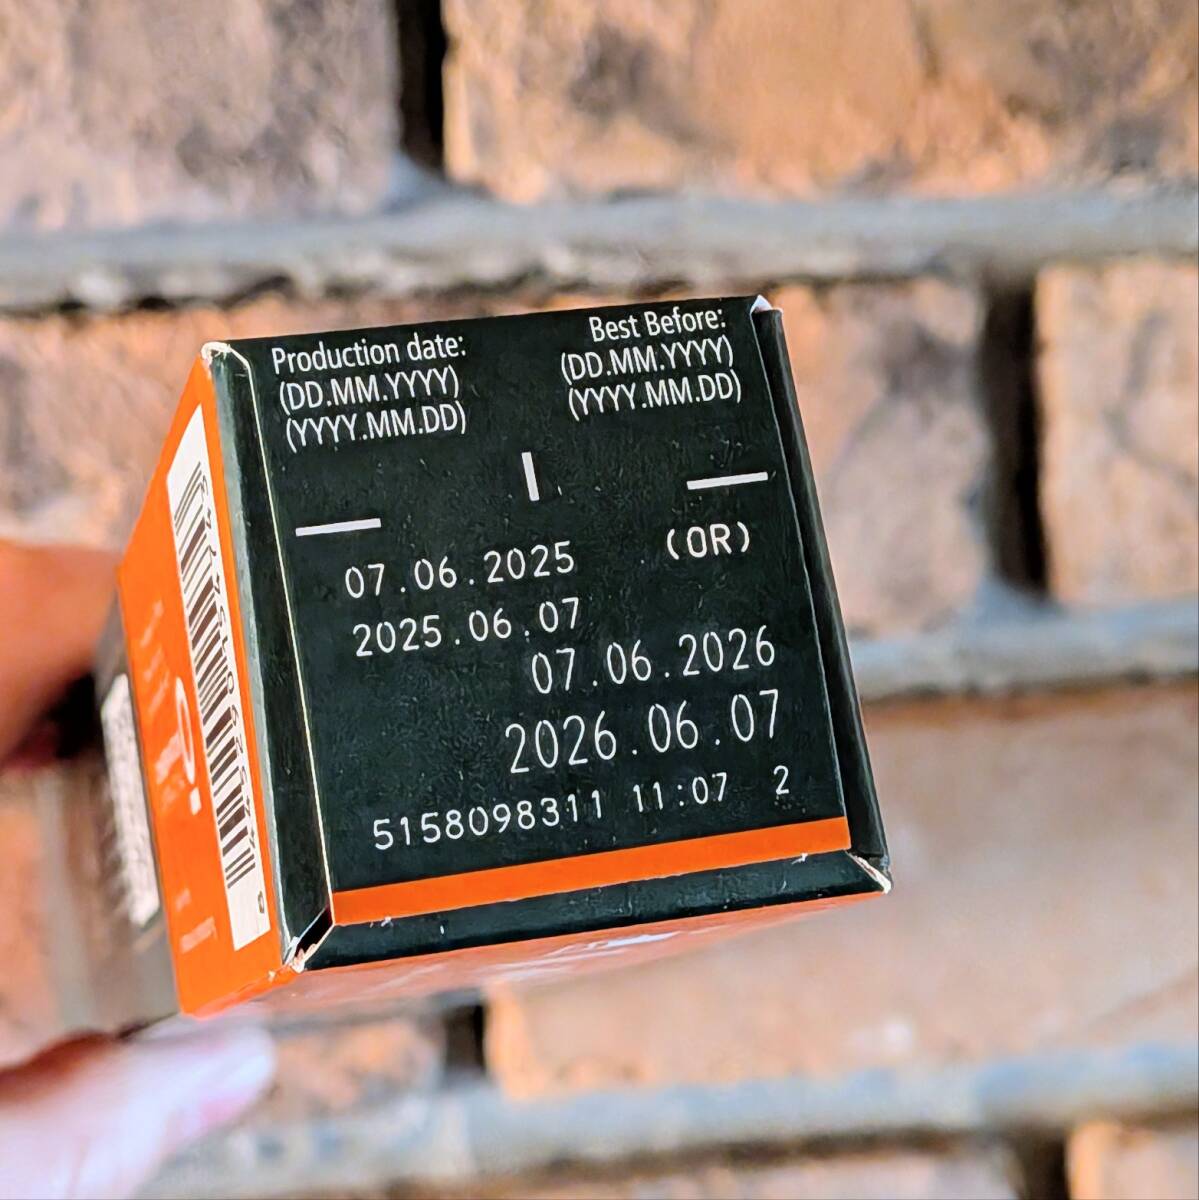 Production date:
(DD.MM.YYYY)
(YYYY.MM.DD)
Best Before:
(DD.MM.YYYY)
(YYYY.MM.DD)
(OR)
07.06.2025
2025.06.07
07.06.2026
2026.06.07
5158098311 11:07 2